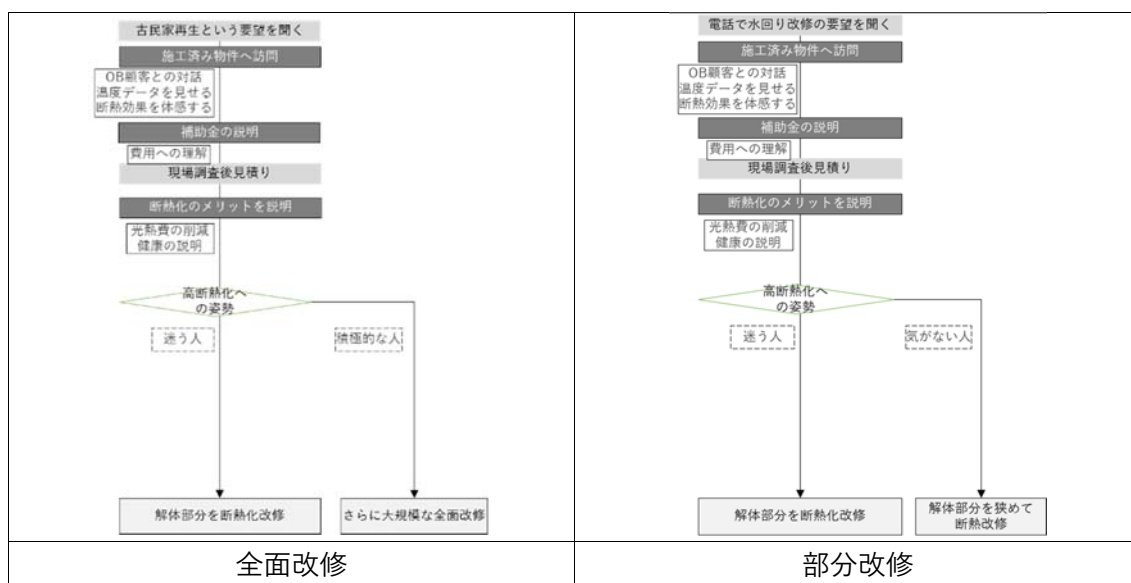 古民家再生という要望を聞く
施工済み物件へ訪問
OB顧客との対話
温度データを見せる
断熱効果を体感する
補助金の説明
費用への理解
現場調査後見積り
断熱化のメリットを説明
光熱費の削減
健康の説明
高断熱化へ
の姿勢
迷う人
積極的な人
解体部分を断熱化改修
さらに大規模な全面改修
全面改修
電話で水回り改修の要望を聞く
施工済み物件へ訪問
OB顧客との対話
温度データを見せる
断熱効果を体感する
補助金の説明
費用への理解
現場調査後見積り
断熱化のメリットを説明
光熱費の削減
健康の説明
高断熱化へ
の姿勢
迷う人
気がない人
解体部分を断熱化改修
解体部分を狭めて
断熱改修
部分改修